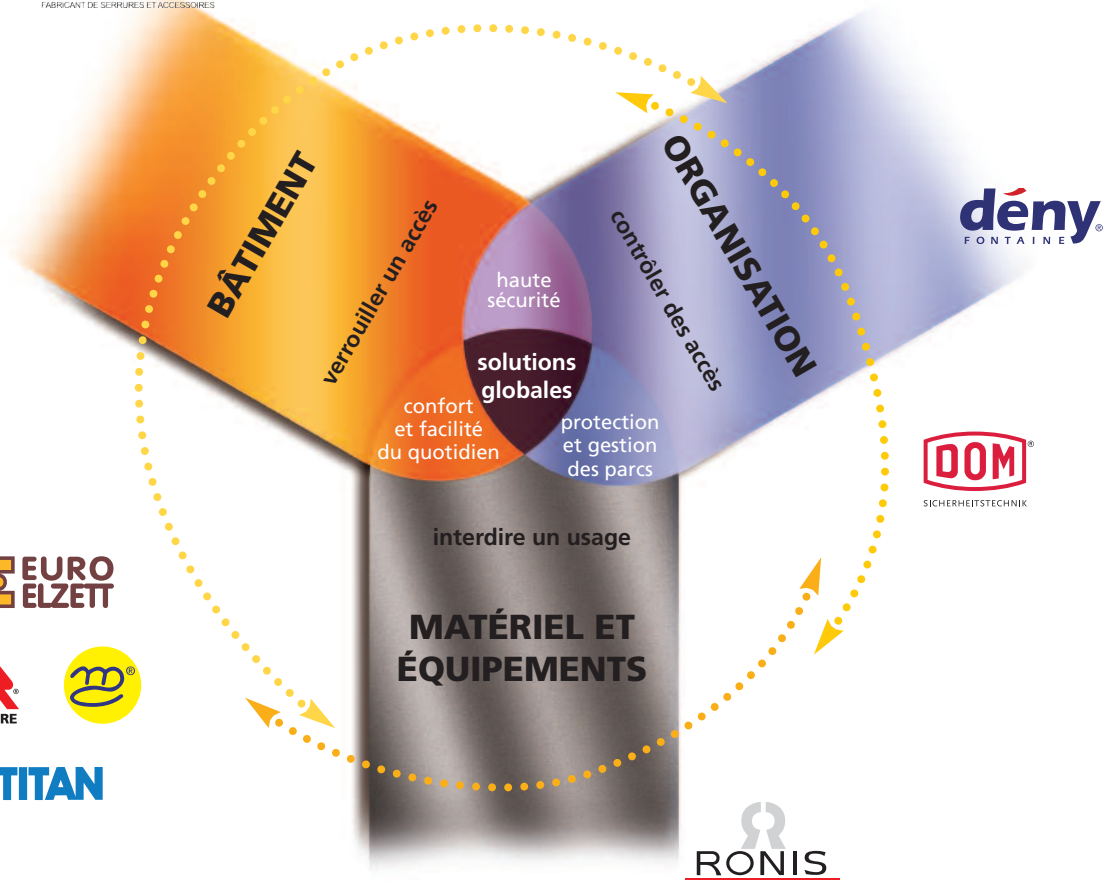 FABRICANT DE SERRURES ET ACCESSOIRES
BÂTIMENT
verrouiller un accès
ORGANISATION
contrôler des accès
haute
sécurité
solutions
globales
confort
et facilité
du quotidien
protection
et gestion
des parcs
interdire un usage
MATÉRIEL ET
ÉQUIPEMENTS
dény®
FONTAINE
DOM®
SICHERHEITSTECHNIK
EURO
ELZETT
TITAN
RONIS